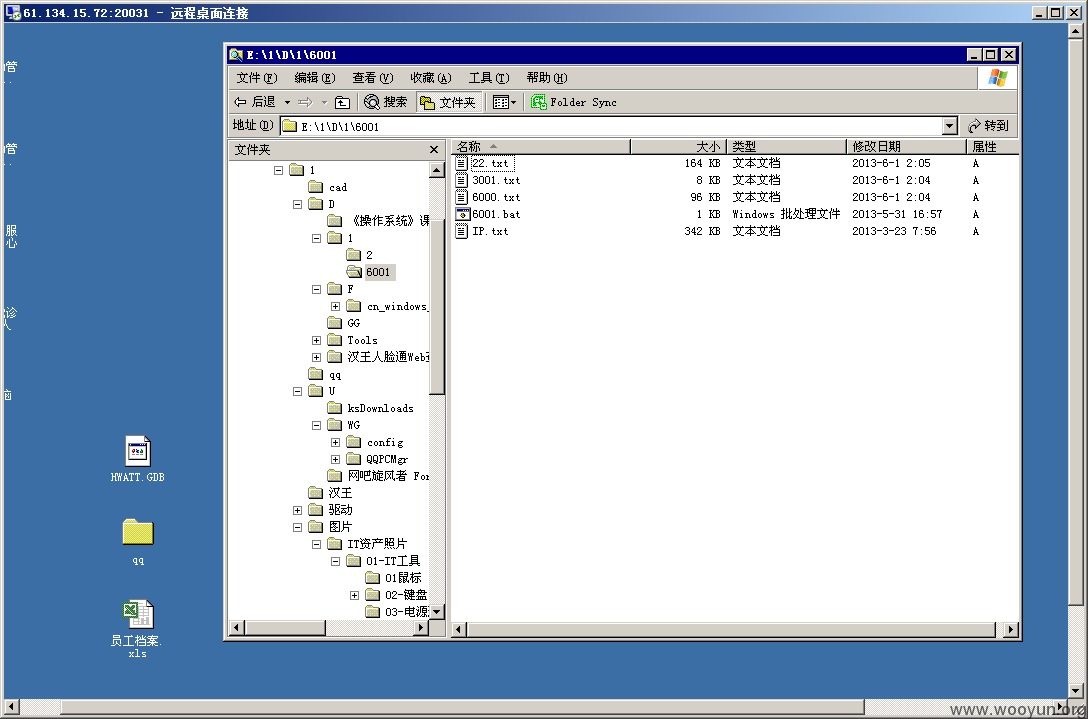 61.134.15.72:20031 - 远程桌面连接
E:\1\D\1\6001
文件(F) 编辑(E) 查看(V) 收藏(A) 工具(T) 帮助(H)
后退 搜索 文件夹 Folder Sync
地址(D) E:\1\D\1\6001 转到
文件夹
1
cad
D
《操作系统》课
1
2
6001
F
cn_windows_
GG
Tools
汉王人脸通Web
qq
U
ksDownloads
WG
config
QQPCMgr
网吧旋风者 For
汉王
驱动
图片
IT资产照片
01-IT工具
01鼠标
02-键盘
03-电源
名称 大小 类型 修改日期 属性
22.txt 164 KB 文本文档 2013-6-1 2:05 A
3001.txt 8 KB 文本文档 2013-6-1 2:04 A
6000.txt 96 KB 文本文档 2013-6-1 2:04 A
6001.bat 1 KB Windows 批处理文件 2013-5-31 16:57 A
IP.txt 342 KB 文本文档 2013-3-23 7:56 A
管
管
服
心
诊
人
HWATT.GDB
qq
员工档案.
xls
www.wooyun.org